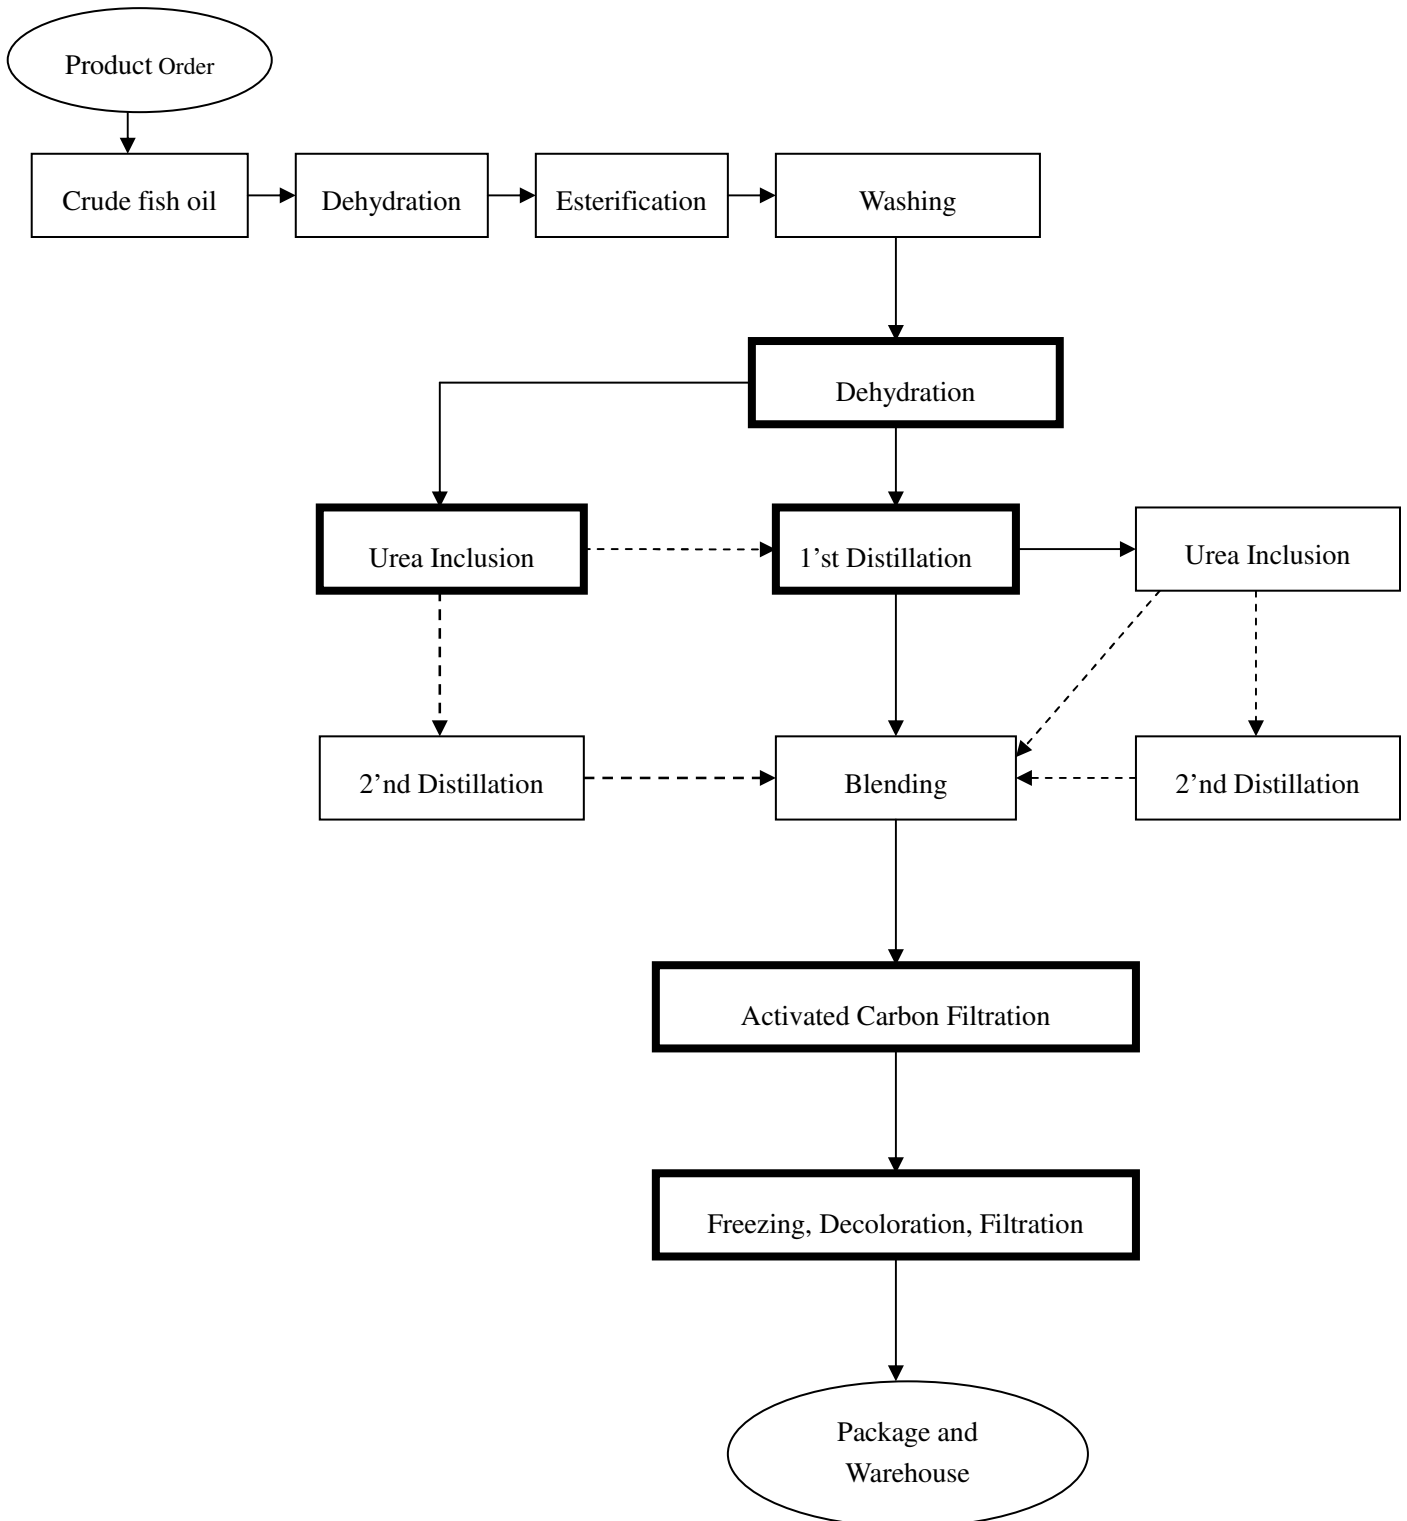 Product Order
Crude fish oil
Dehydration
Esterification
Washing
Dehydration
Urea Inclusion
1’st Distillation
Urea Inclusion
2’nd Distillation
Blending
2’nd Distillation
Activated Carbon Filtration
Freezing, Decoloration, Filtration
Package and
Warehouse